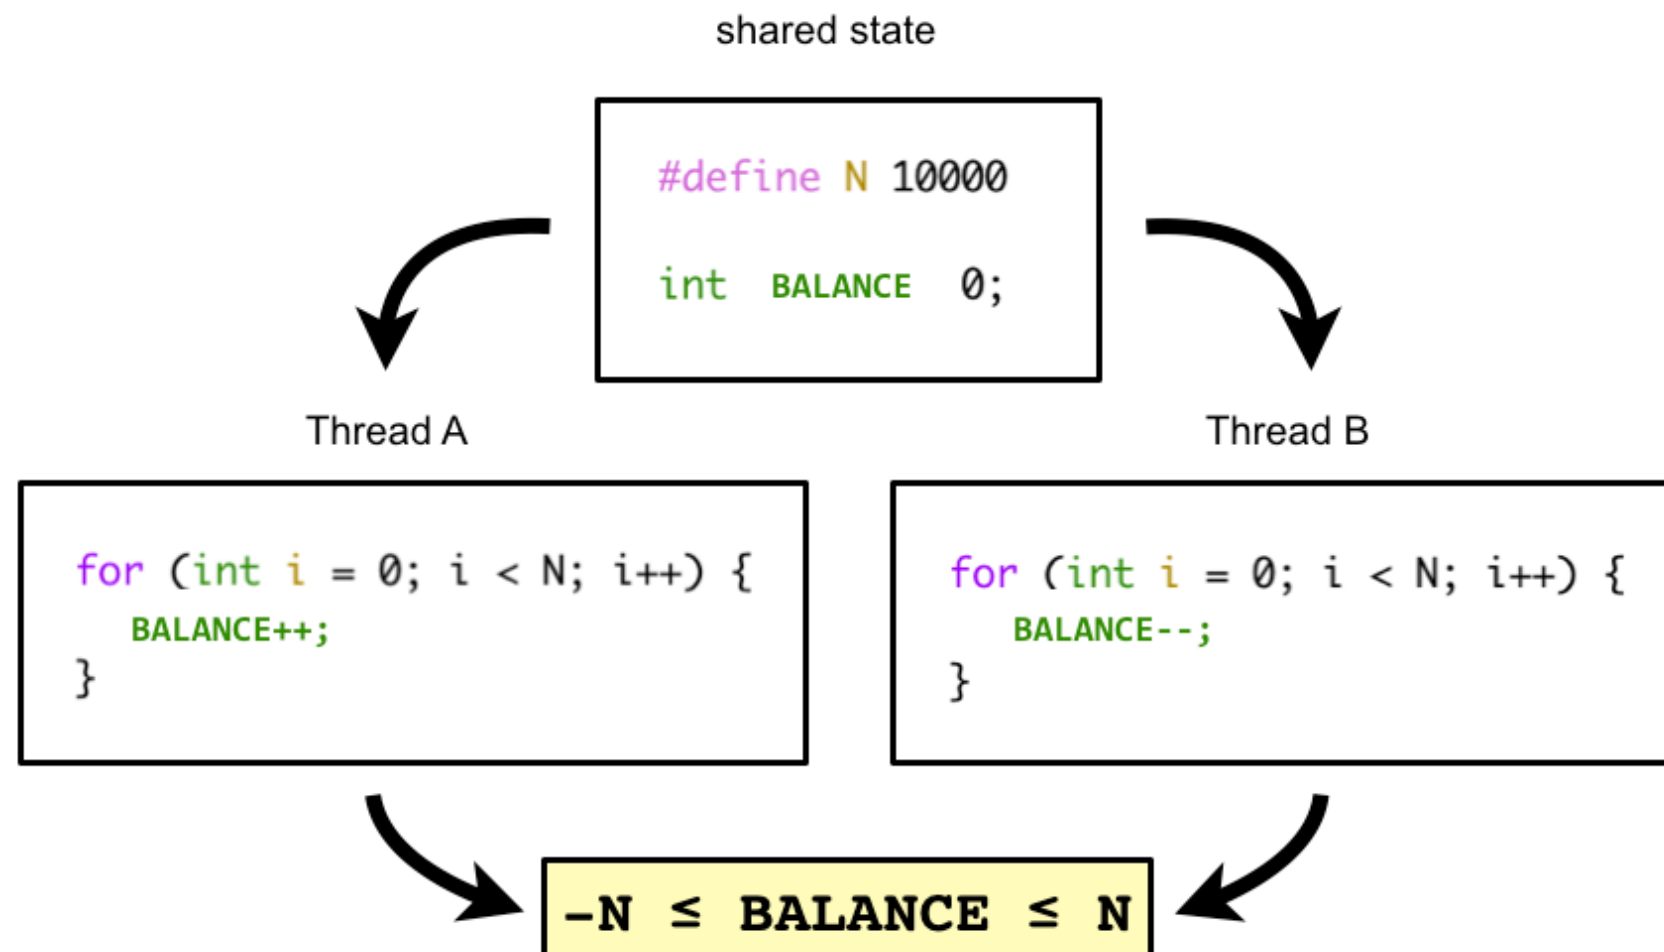 shared state
#define N 10000
int BALANCE 0;
Thread A
Thread B
for (int i = 0; i < N; i++) {
BALANCE++;
}
for (int i = 0; i < N; i++) {
BALANCE--;
}
-N ≤ BALANCE ≤ N